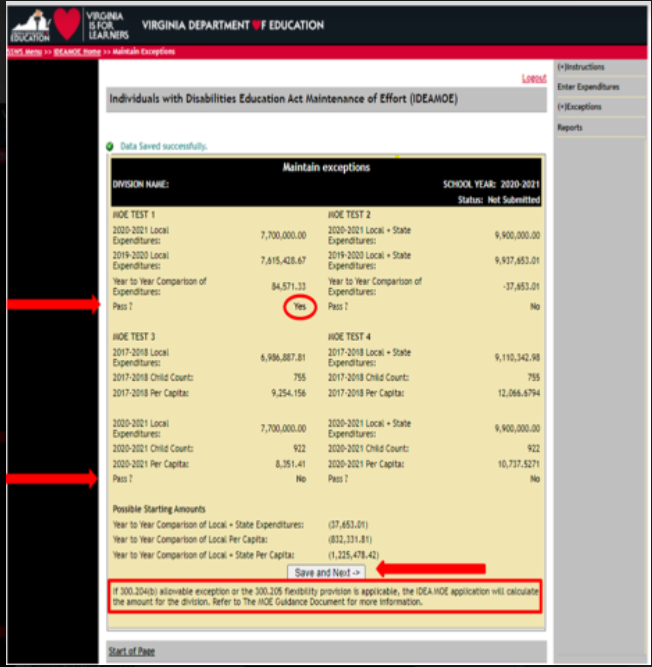 EDUCATION
VIRGINIA
IS FOR
LEARNERS
VIRGINIA DEPARTMENT OF EDUCATION
SSWS Menu >> IDEAMOE Home >> Maintain Exceptions
(+)Instructions
Enter Expenditures
(+)Exceptions
Reports
Logout
Individuals with Disabilities Education Act Maintenance of Effort (IDEAMOE)
Data Saved successfully.
Maintain exceptions
DIVISION NAME: SCHOOL YEAR: 2020-2021
Status: Not Submitted
MOE TEST 1 MOE TEST 2
2020-2021 Local
Expenditures: 7,700,000.00 2020-2021 Local + State
Expenditures: 9,900,000.00
2019-2020 Local
Expenditures: 7,615,428.67 2019-2020 Local + State
Expenditures: 9,937,653.01
Year to Year Comparison of
Expenditures: 84,571.33 Year to Year Comparison of
Expenditures: -37,653.01
Pass ? Yes Pass ? No
MOE TEST 3 MOE TEST 4
2017-2018 Local
Expenditures: 6,986,887.81 2017-2018 Local + State
Expenditures: 9,110,342.98
2017-2018 Child Count: 755 2017-2018 Child Count: 755
2017-2018 Per Capita: 9,254.156 2017-2018 Per Capita: 12,066.6794
2020-2021 Local
Expenditures: 7,700,000.00 2020-2021 Local + State
Expenditures: 9,900,000.00
2020-2021 Child Count: 922 2020-2021 Child Count: 922
2020-2021 Per Capita: 8,351.41 2020-2021 Per Capita: 10,737.5271
Pass ? No Pass ? No
Possible Starting Amounts
Year to Year Comparison of Local + State Expenditures: (37,653.01)
Year to Year Comparison of Local Per Capita: (832,331.81)
Year to Year Comparison of Local + State Per Capita: (1,225,478.42)
Save and Next ->
If 300.204(b) allowable exception or the 300.205 flexibility provision is applicable, the IDEA MOE application will calculate
the amount for the division. Refer to The MOE Guidance Document for more information.
Start of Page